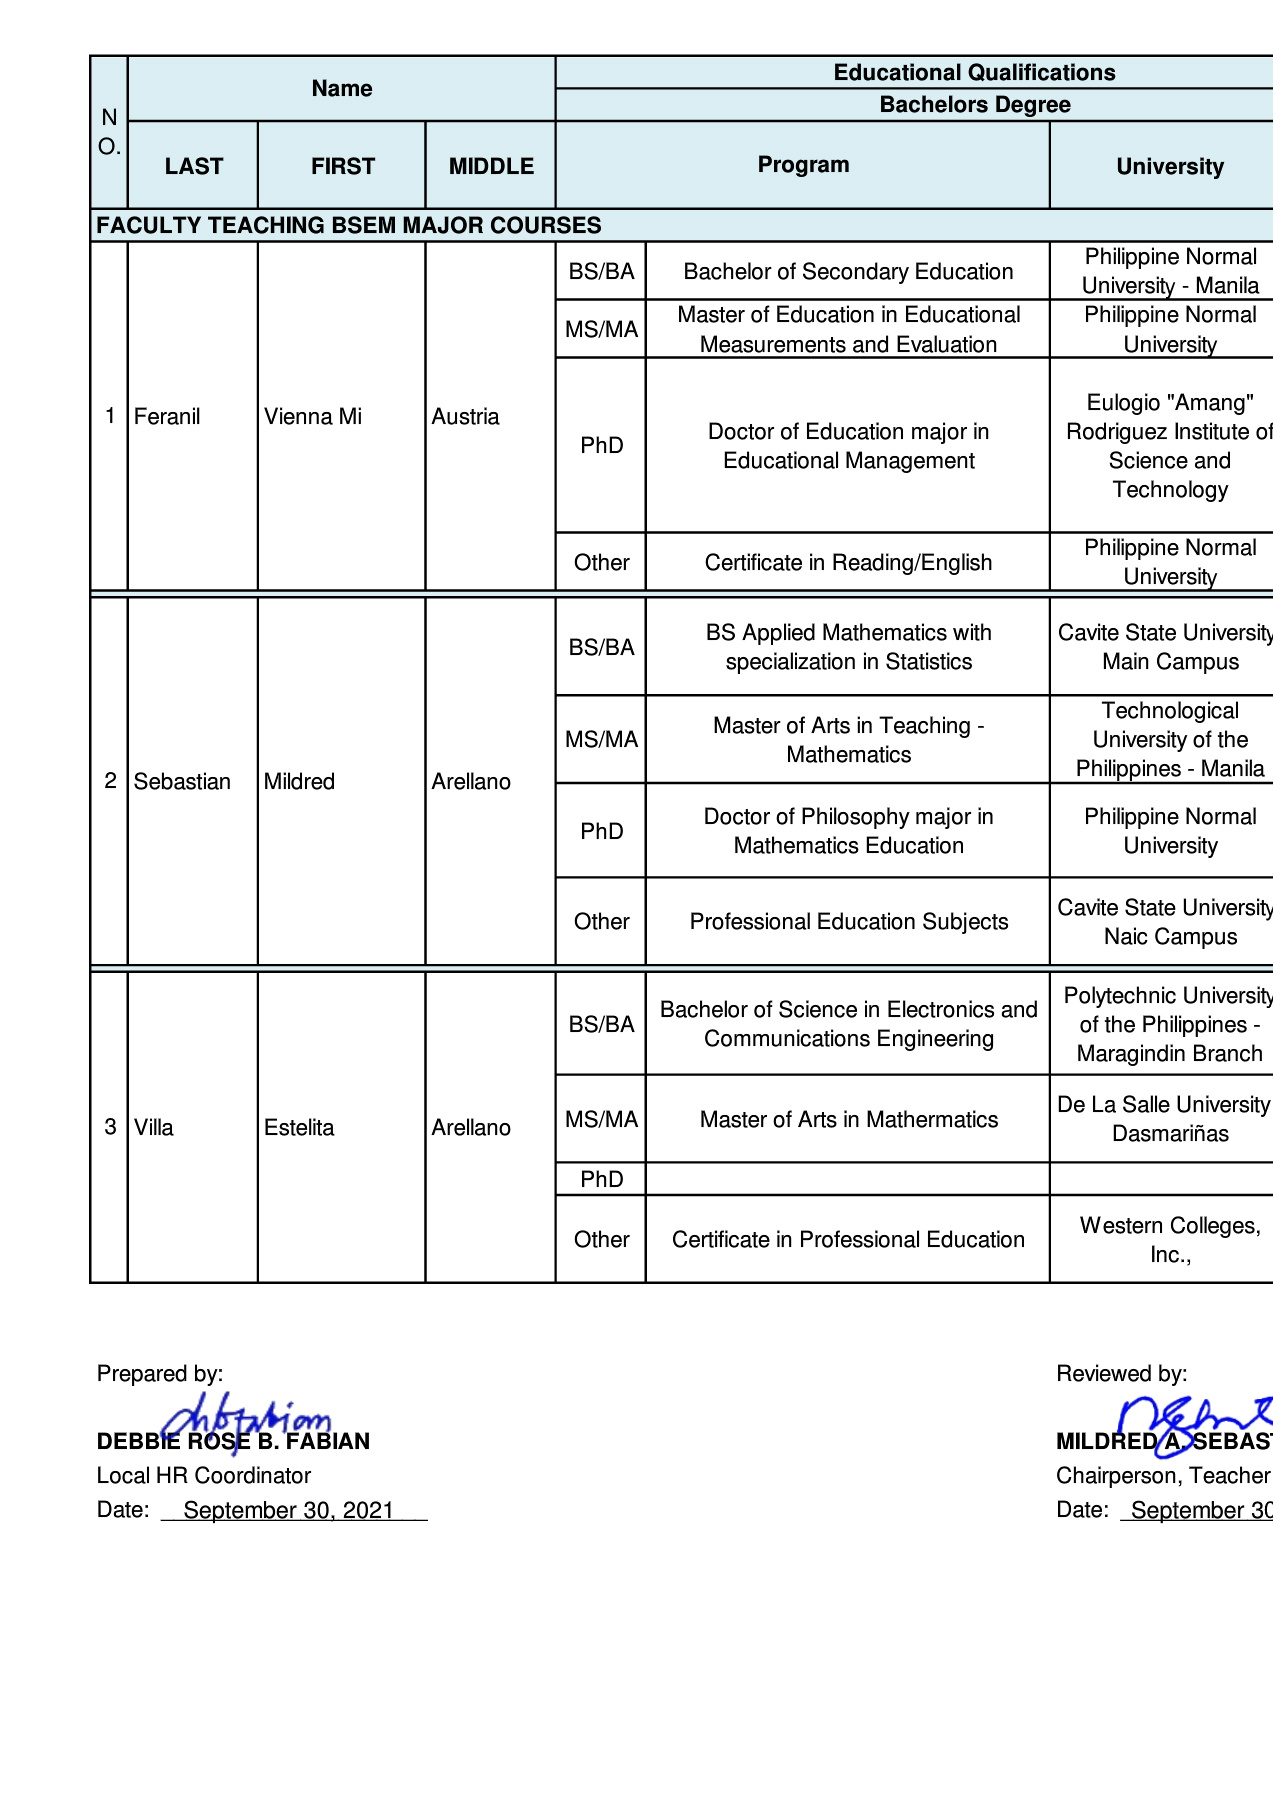 N
O.
Name
Educational Qualifications
Bachelors Degree
LAST
FIRST
MIDDLE
Program
University
FACULTY TEACHING BSEM MAJOR COURSES
1
Feranil
Vienna Mi
Austria
BS/BA
Bachelor of Secondary Education
Philippine Normal
University - Manila
MS/MA
Master of Education in Educational
Measurements and Evaluation
Philippine Normal
University
PhD
Doctor of Education major in
Educational Management
Eulogio "Amang"
Rodriguez Institute of
Science and
Technology
Other
Certificate in Reading/English
Philippine Normal
University
2
Sebastian
Mildred
Arellano
BS/BA
BS Applied Mathematics with
specialization in Statistics
Cavite State University
Main Campus
MS/MA
Master of Arts in Teaching -
Mathematics
Technological
University of the
Philippines - Manila
PhD
Doctor of Philosophy major in
Mathematics Education
Philippine Normal
University
Other
Professional Education Subjects
Cavite State University
Naic Campus
3
Villa
Estelita
Arellano
BS/BA
Bachelor of Science in Electronics and
Communications Engineering
Polytechnic University
of the Philippines -
Maragindin Branch
MS/MA
Master of Arts in Mathermatics
De La Salle University
Dasmariñas
PhD
Other
Certificate in Professional Education
Western Colleges,
Inc.,
Prepared by:
DEBBIE ROSE B. FABIAN
Local HR Coordinator
Date: September 30, 2021
Reviewed by:
MILDRED A. SEBAST
Chairperson, Teacher
Date: September 30